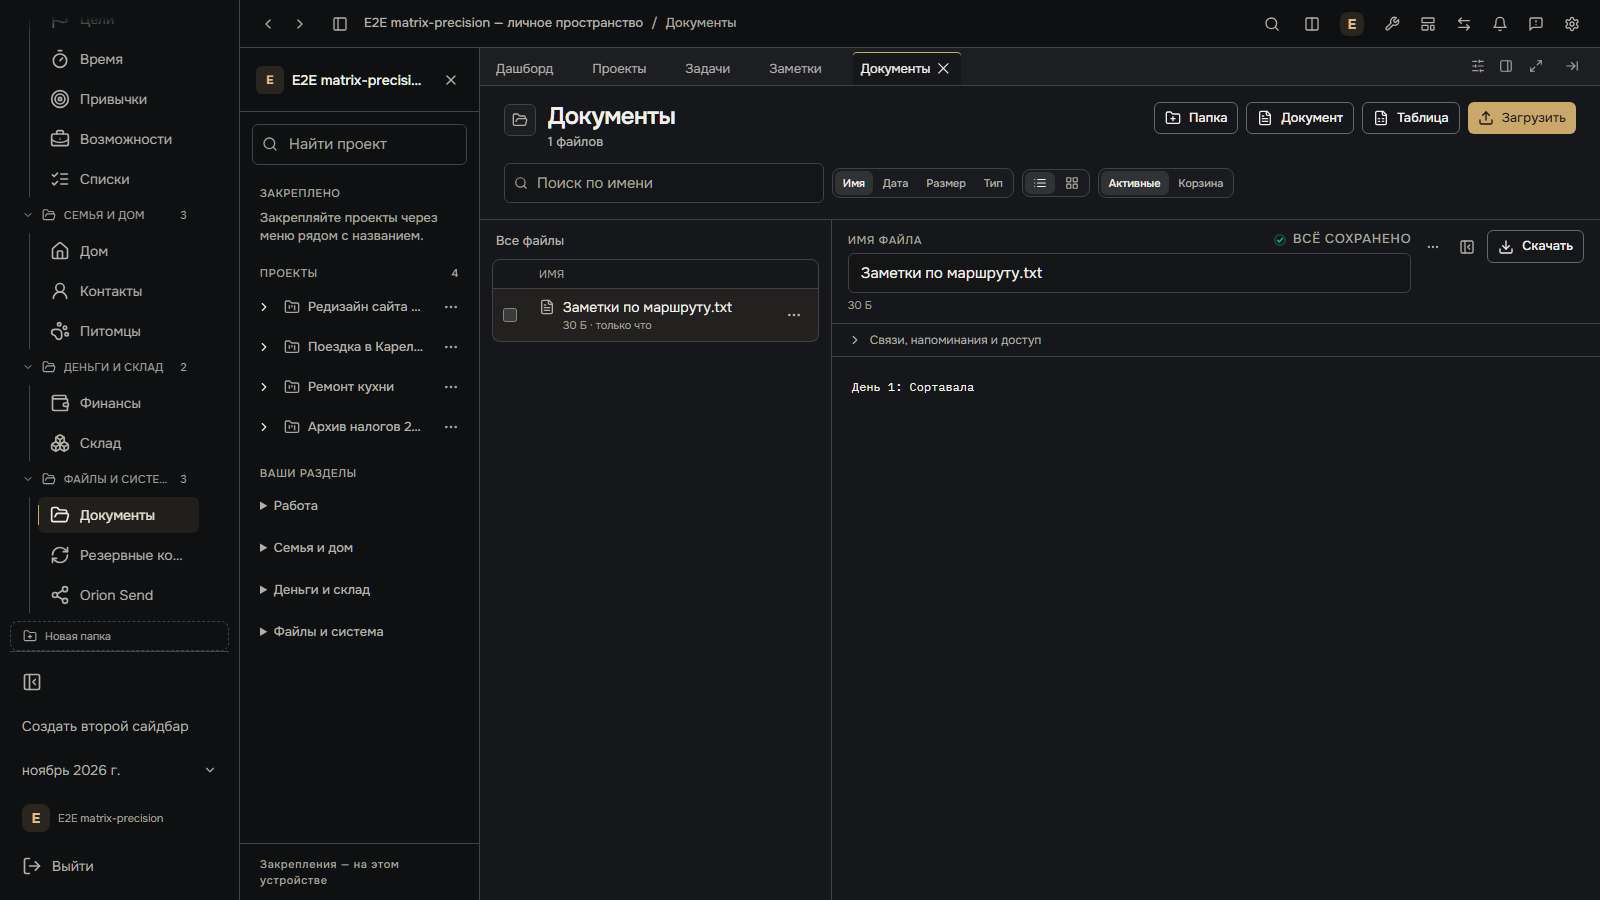 Цели
Время
Привычки
Возможности
Списки
СЕМЬЯ И ДОМ 3
Дом
Контакты
Питомцы
ДЕНЬГИ И СКЛАД 2
Финансы
Склад
ФАЙЛЫ И СИСТЕ... 3
Документы
Резервные ко...
Orion Send
Новая папка
Создать второй сайдбар
ноябрь 2026 г.
E E2E matrix-precision
Выйти
E2E matrix-precision — личное пространство / Документы
E
E E2E matrix-precisi...
Найти проект
ЗАКРЕПЛЕНО
Закрепляйте проекты через
меню рядом с названием.
ПРОЕКТЫ 4
Редизайн сайта ...
Поездка в Карел...
Ремонт кухни
Архив налогов 2...
ВАШИ РАЗДЕЛЫ
Работа
Семья и дом
Деньги и склад
Файлы и система
Закрепления — на этом
устройстве
Дашборд Проекты Задачи Заметки Документы
Документы
1 файлов
Папка Документ Таблица Загрузить
Поиск по имени
Имя Дата Размер Тип
Активные Корзина
Все файлы
ИМЯ
Заметки по маршруту.txt
30 Б · только что
ИМЯ ФАЙЛА
ВСЁ СОХРАНЕНО
Скачать
Заметки по маршруту.txt
30 Б
Связи, напоминания и доступ
День 1: Сортавала